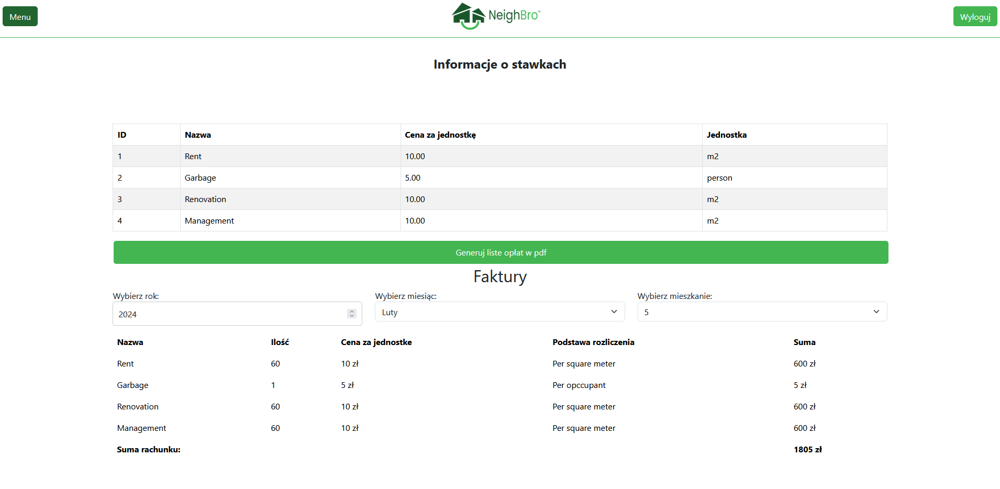 Menu
NeighBro™
Wyloguj
Informacje o stawkach
ID Nazwa Cena za jednostkę Jednostka
1 Rent 10.00 m2
2 Garbage 5.00 person
3 Renovation 10.00 m2
4 Management 10.00 m2
Generuj liste opłat w pdf
Faktury
Wybierz rok: Wybierz miesiąc: Wybierz mieszkanie:
2024 Luty 5
Nazwa Ilość Cena za jednostke Podstawa rozliczenia Suma
Rent 60 10 zł Per square meter 600 zł
Garbage 1 5 zł Per opccupant 5 zł
Renovation 60 10 zł Per square meter 600 zł
Management 60 10 zł Per square meter 600 zł
Suma rachunku: 1805 zł